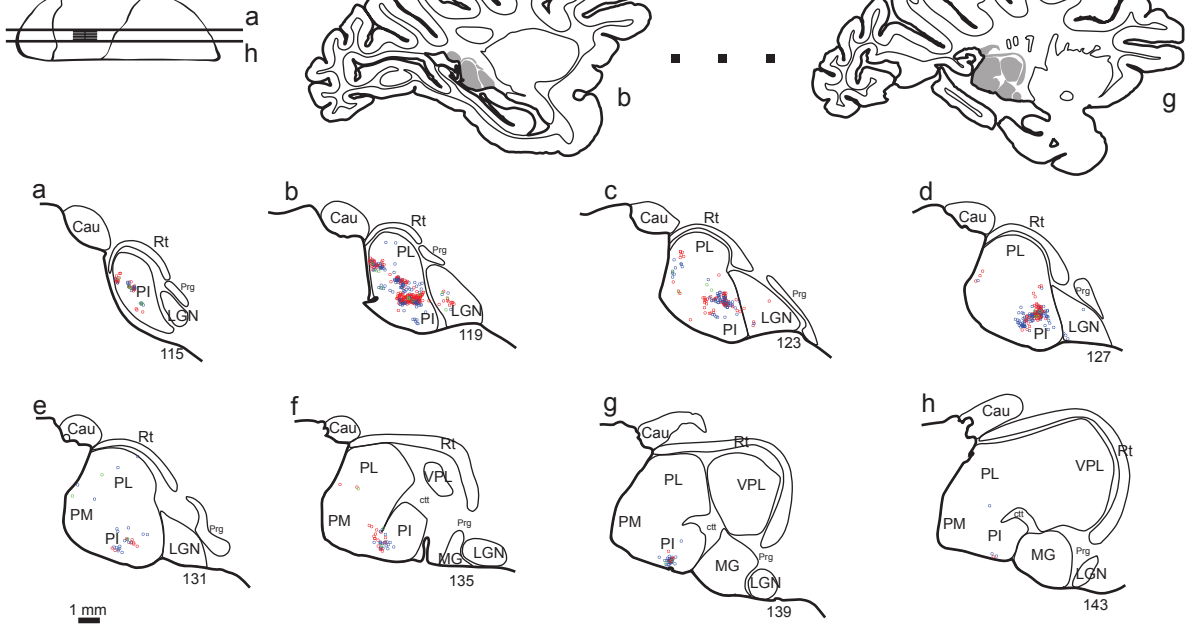 a
h
b
g
a
Cau
Rt
PI
LGN
115
b
Cau
Rt
Prg
PL
PI
LGN
119
c
Cau
Rt
PL
Prg
PI
LGN
123
d
Cau
Rt
PL
Prg
PI
LGN
127
e
Cau
Rt
PL
PM
PI
Prg
LGN
131
f
Cau
Rt
PL
VPL
ctt
PM
PI
Prg
MG
LGN
135
g
Cau
Rt
PL
VPL
PM
ctt
PI
Prg
MG
LGN
139
h
Cau
Rt
PL
VPL
PM
ctt
PI
MG
Prg
LGN
143
1 mm